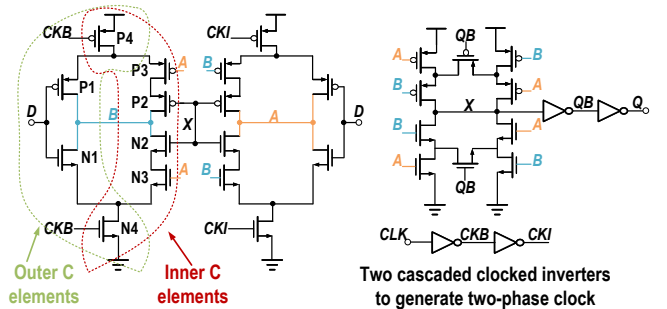 CKB
P4
CKI
P3
A
B
P1
P2
D
B
X
A
D
N1
N2
N3
A
B
CKB
N4
CKI
Outer C
elements
Inner C
elements
QB
A
B
B
A
X
QB
Q
B
A
A
B
QB
CLK
CKB
CKI
Two cascaded clocked inverters
to generate two-phase clock